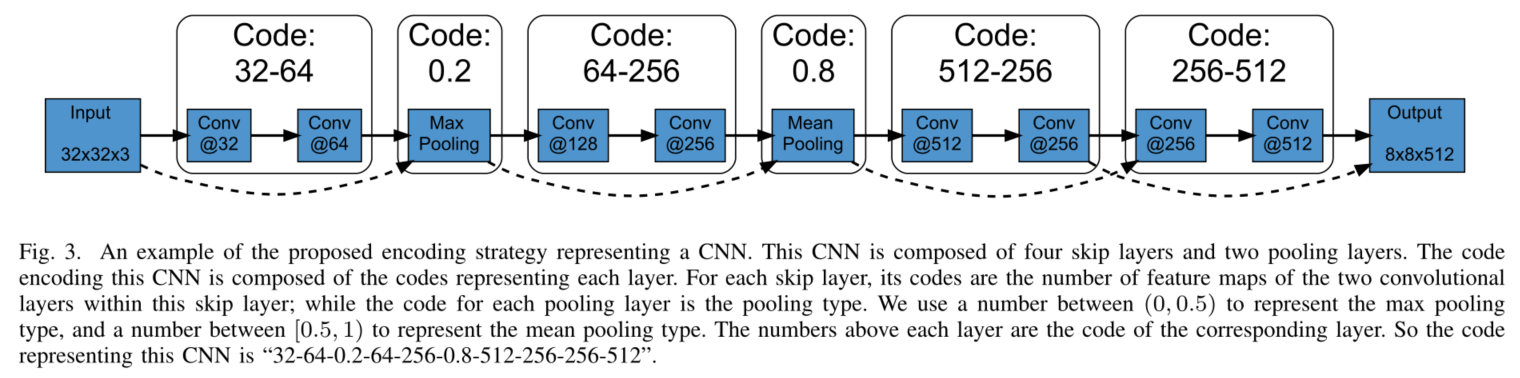 Code:
32-64
Code:
0.2
Code:
64-256
Code:
0.8
Code:
512-256
Code:
256-512
Input
32x32x3
Conv
@32
Conv
@64
Max
Pooling
Conv
@128
Conv
@256
Mean
Pooling
Conv
@512
Conv
@256
Conv
@256
Conv
@512
Output
8x8x512
Fig. 3. An example of the proposed encoding strategy representing a CNN. This CNN is composed of four skip layers and two pooling layers. The code
encoding this CNN is composed of the codes representing each layer. For each skip layer, its codes are the number of feature maps of the two convolutional
layers within this skip layer; while the code for each pooling layer is the pooling type. We use a number between (0, 0.5) to represent the max pooling
type, and a number between [0.5, 1) to represent the mean pooling type. The numbers above each layer are the code of the corresponding layer. So the code
representing this CNN is “32-64-0.2-64-256-0.8-512-256-256-512”.